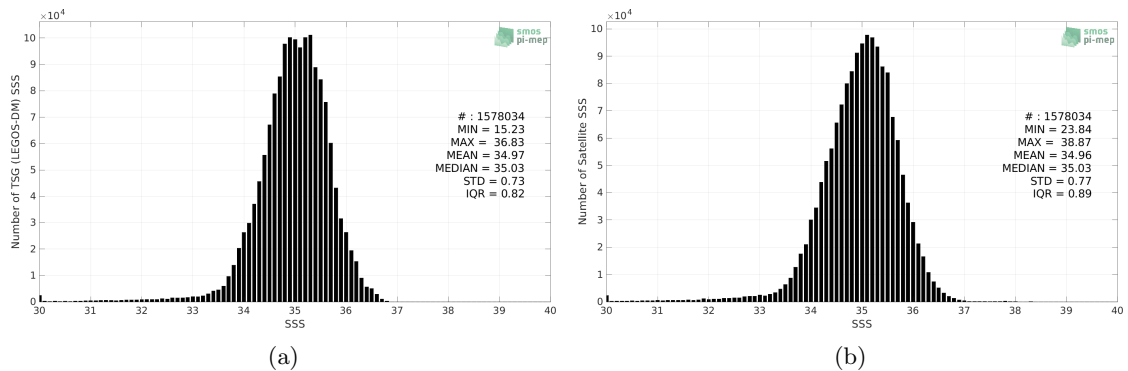 ×10^4
smos
pi-mep
Number of TSG (LEGOS-DM) SSS
10
9
8
7
6
5
4
3
2
1
0
# : 1578034
MIN = 15.23
MAX = 36.83
MEAN = 34.97
MEDIAN = 35.03
STD = 0.73
IQR = 0.82
30 31 32 33 34 35 36 37 38 39 40
SSS
(a)
×10^4
smos
pi-mep
Number of Satellite SSS
10
9
8
7
6
5
4
3
2
1
0
# : 1578034
MIN = 23.84
MAX = 38.87
MEAN = 34.96
MEDIAN = 35.03
STD = 0.77
IQR = 0.89
30 31 32 33 34 35 36 37 38 39 40
SSS
(b)